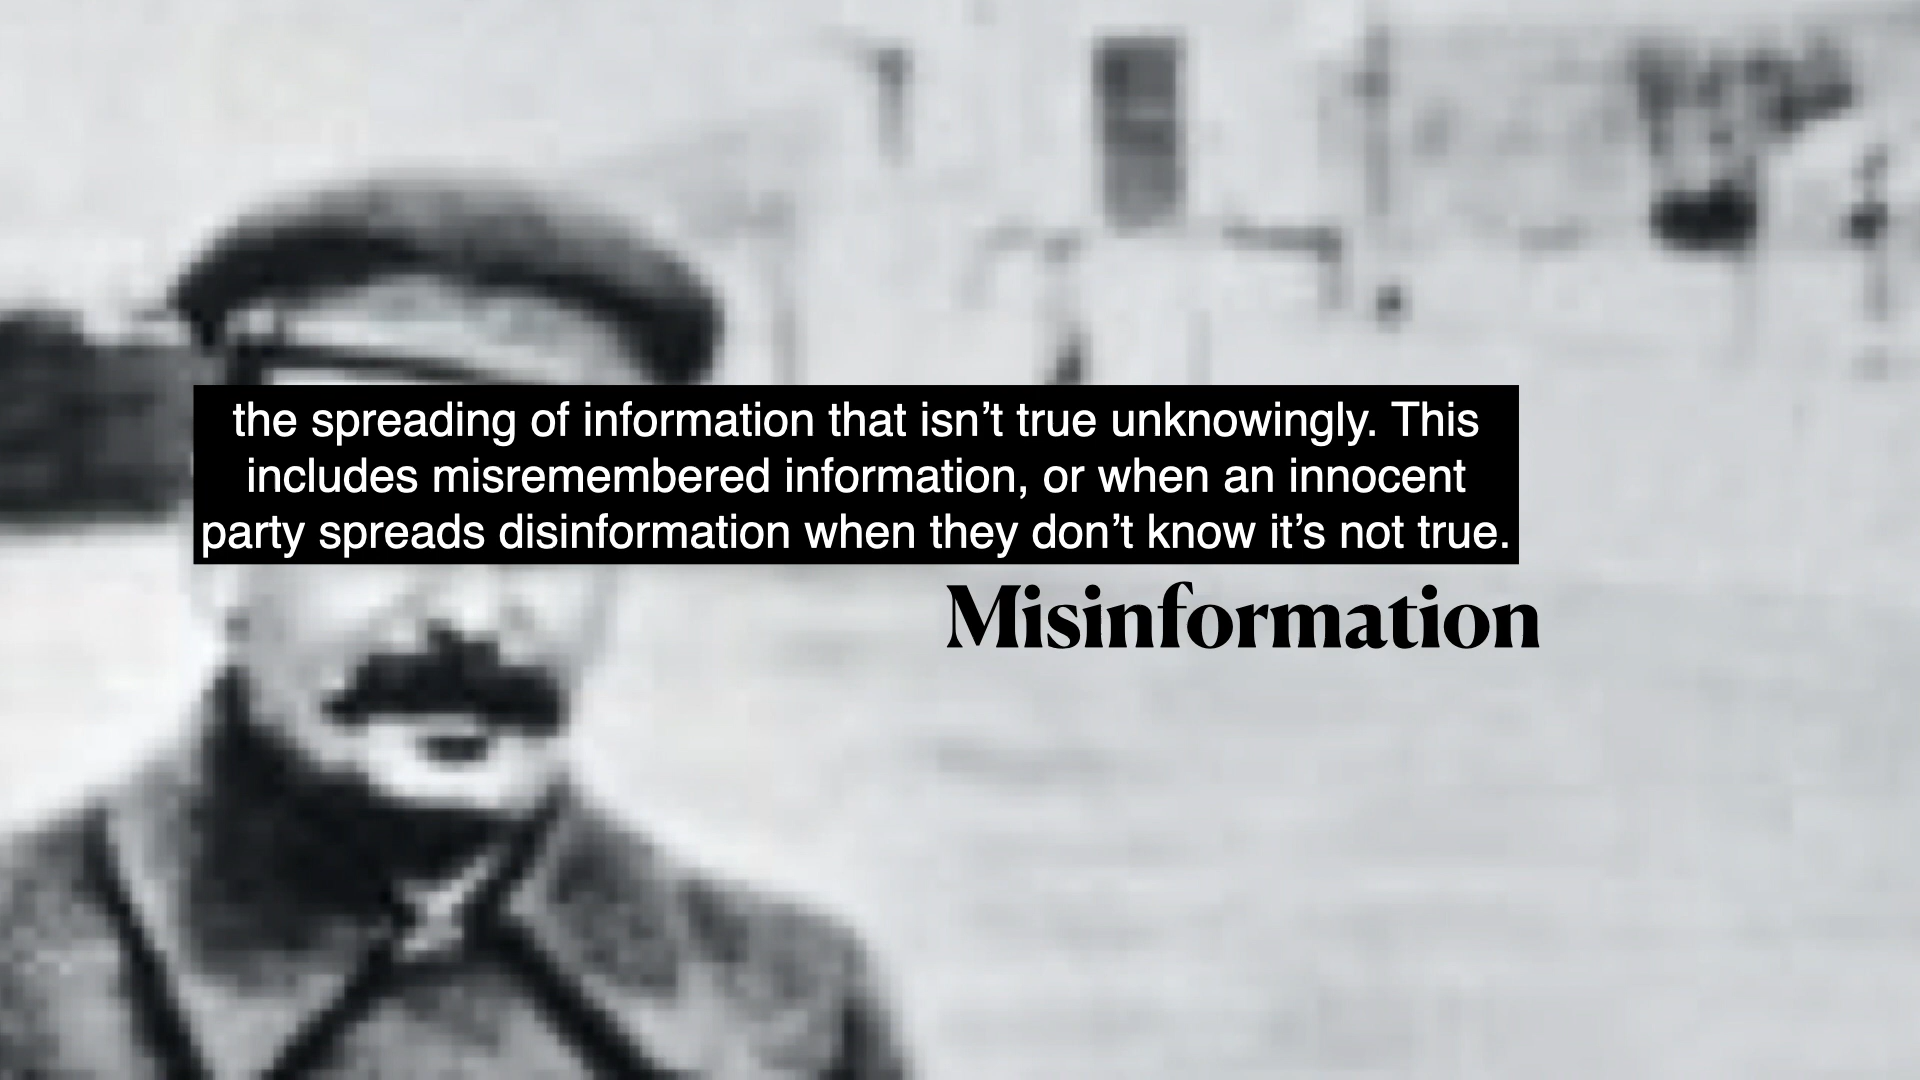 the spreading of information that isn’t true unknowingly. This
includes misremembered information, or when an innocent
party spreads disinformation when they don’t know it’s not true.
Misinformation